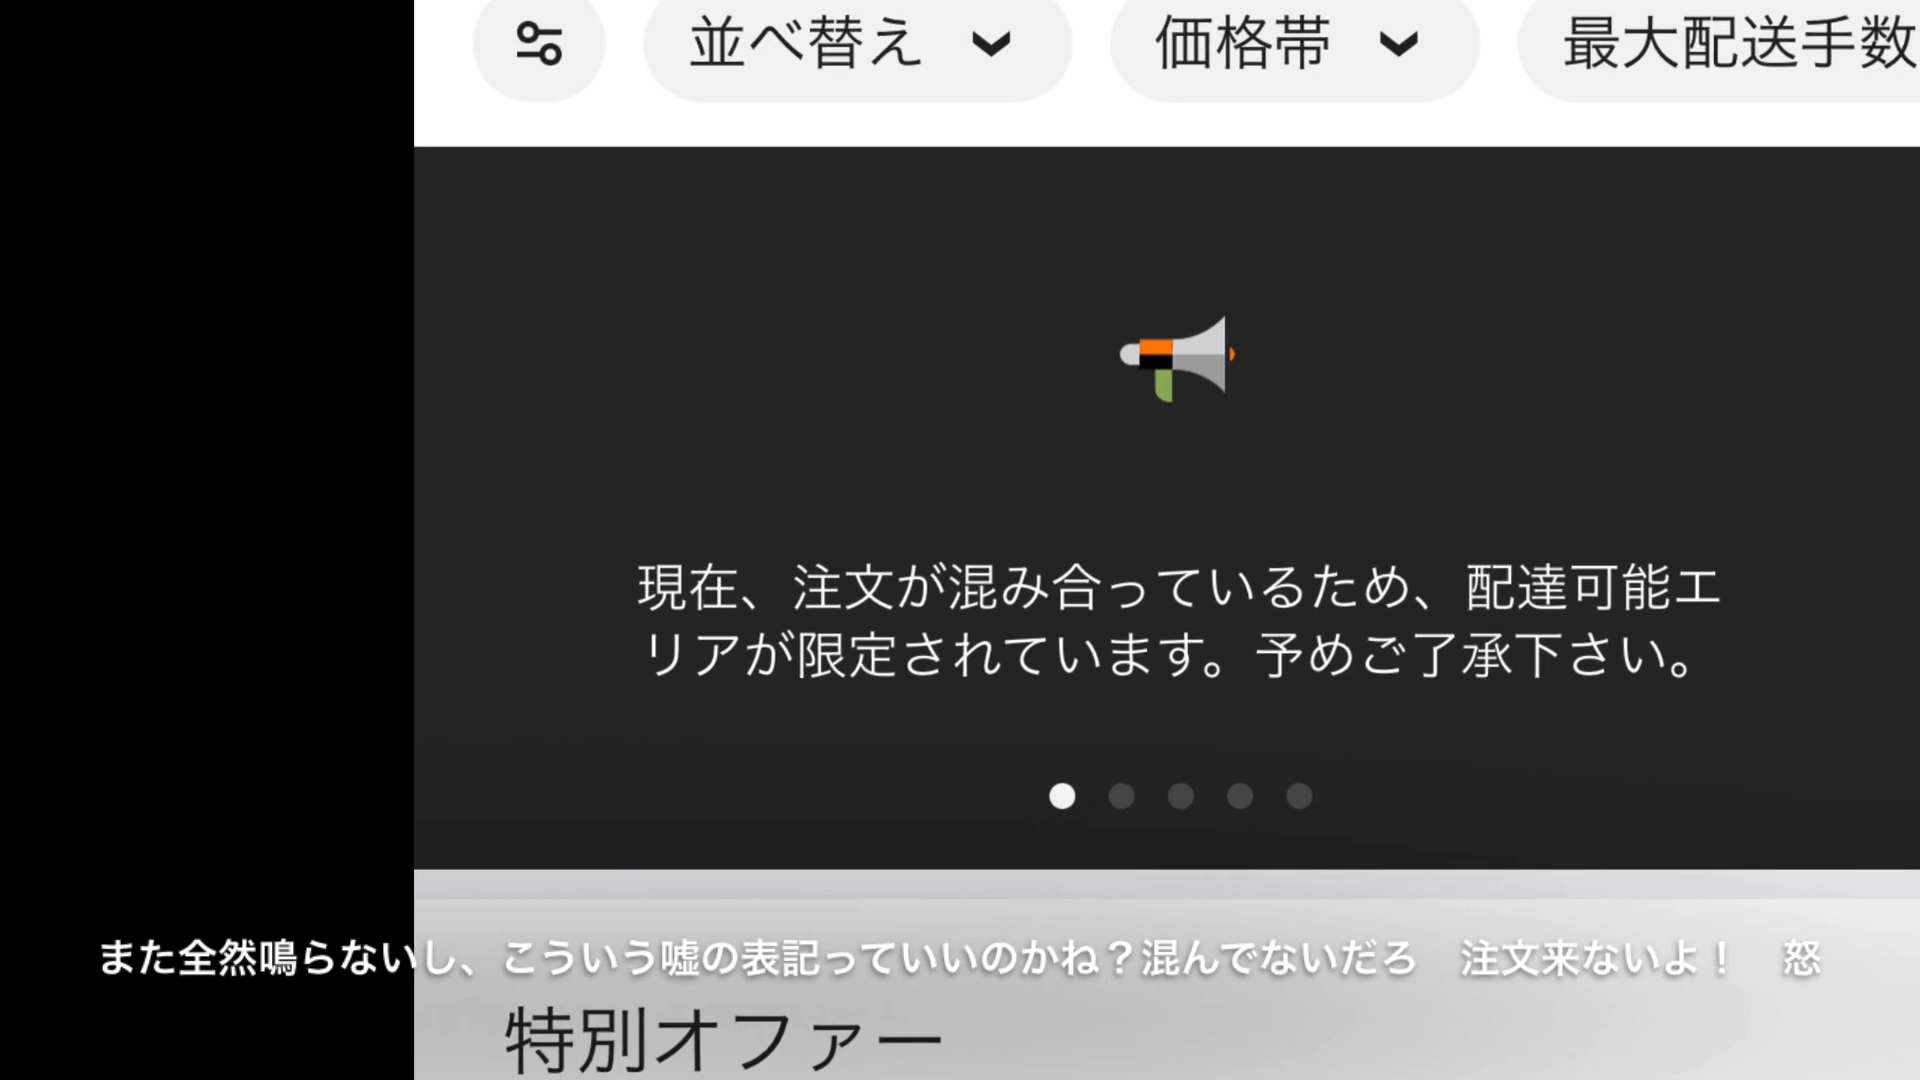 並べ替え
価格帯
最大配送手数
現在、注文が混み合っているため、配達可能エ
リアが限定されています。予めご了承下さい。
また全然鳴らないし、こういう嘘の表記っていいのかね？混んでないだろ　注文来ないよ！　怒
特別オファー